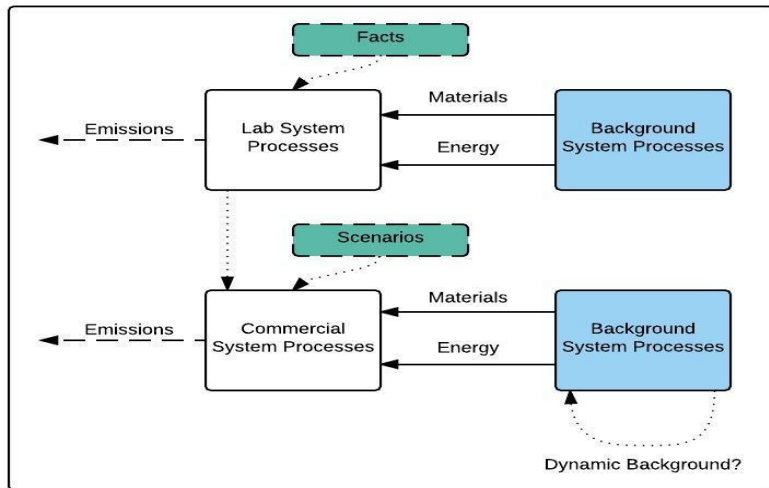 Facts
Emissions
Lab System
Processes
Materials
Energy
Background
System Processes
Scenarios
Emissions
Commercial
System Processes
Materials
Energy
Background
System Processes
Dynamic Background?